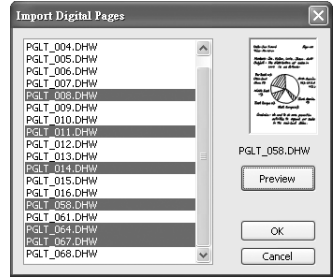 Import Digital Pages
PGLT_004.DHW
PGLT_005.DHW
PGLT_006.DHW
PGLT_007.DHW
PGLT_008.DHW
PGLT_009.DHW
PGLT_010.DHW
PGLT_011.DHW
PGLT_012.DHW
PGLT_013.DHW
PGLT_014.DHW
PGLT_015.DHW
PGLT_016.DHW
PGLT_058.DHW
PGLT_061.DHW
PGLT_064.DHW
PGLT_067.DHW
PGLT_068.DHW
PGLT_058.DHW
Preview
OK
Cancel